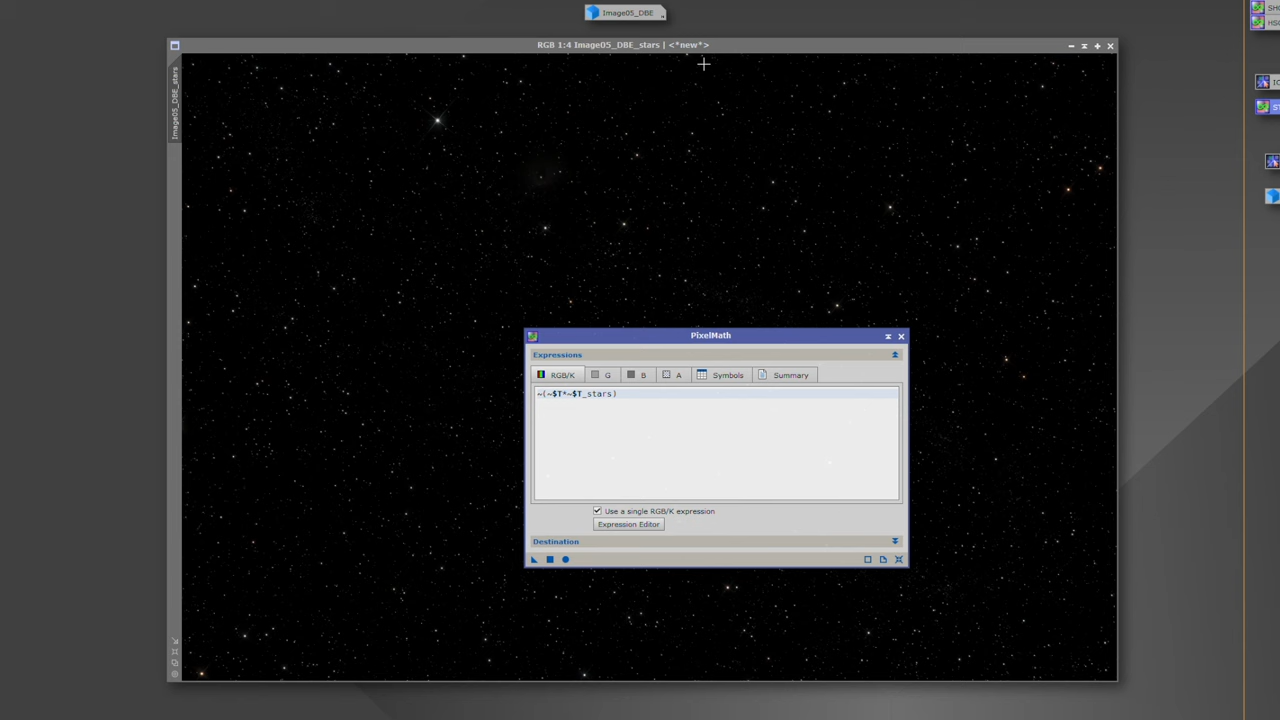 Image05_DBE
RGB 1:4 Image05_DBE_stars | <*new*>
Image05_DBE_stars
PixelMath
Expressions
RGB/K G B A Symbols Summary
~(~$T*~$T_stars)
Use a single RGB/K expression
Expression Editor
Destination